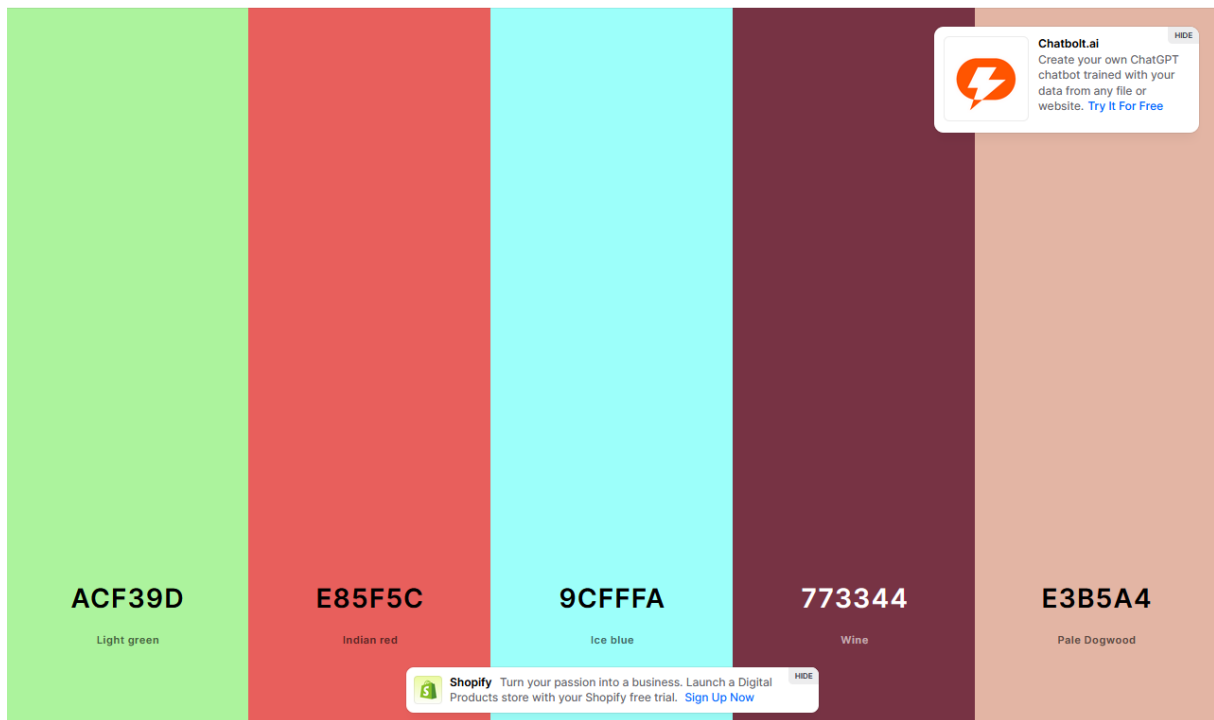 HIDE
Chatbolt.ai
Create your own ChatGPT
chatbot trained with your
data from any file or
website. Try It For Free
ACF39D
Light green
E85F5C
Indian red
9CFFFA
Ice blue
773344
Wine
E3B5A4
Pale Dogwood
HIDE
Shopify Turn your passion into a business. Launch a Digital
Products store with your Shopify free trial. Sign Up Now